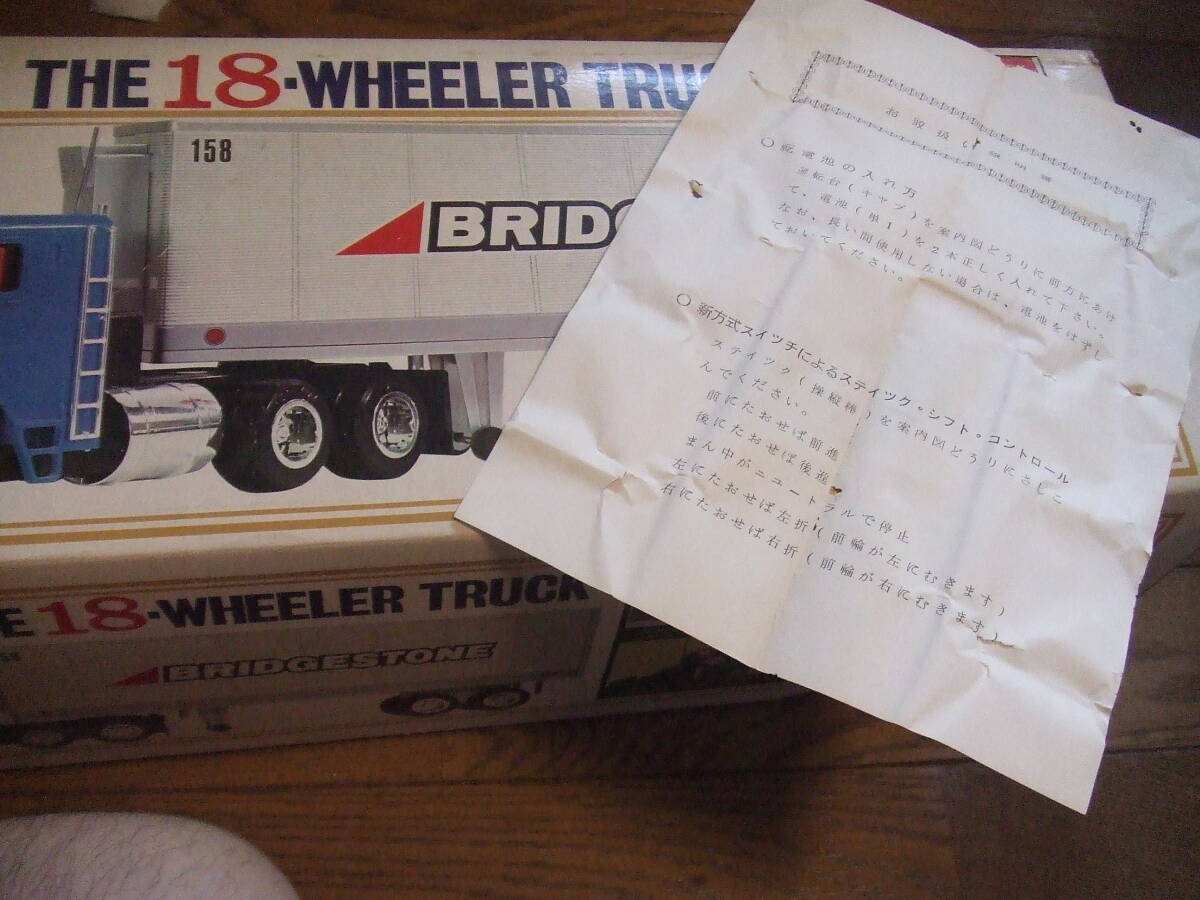 THE 18-WHEELER TRUC
158
BRIDG
E 18-WHEELER TRUCK
BRIDGESTONE
お取扱い説明書
○ 乾電池の入れ方
運転台(キャブ)を案内図どうりに前方にあけ
て、電池(単1)を2本正しく入れて下さい。
なお、長い間使用しない場合は、電池をはずし
ておいてください。
○ 新方式スイッチによるステイック・シフト・コントロール
ステイック(操縦棒)を案内図どうりにさしこ
んでください。
前にたおせば前進
後にたおせば後進
まん中がニュートラルで停止
左にたおせば左折(前輪が左にむきます)
右にたおせば右折(前輪が右にむきます)